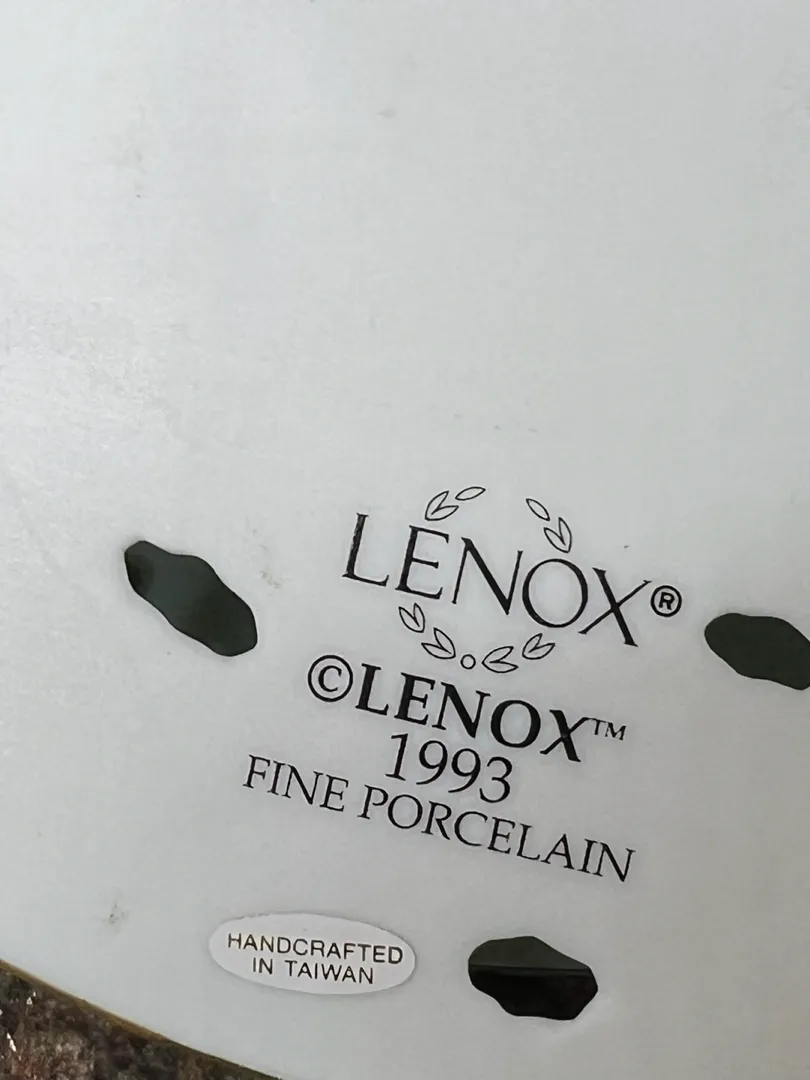 LENOX®
©LENOX™
1993
FINE PORCELAIN
HANDCRAFTED
IN TAIWAN